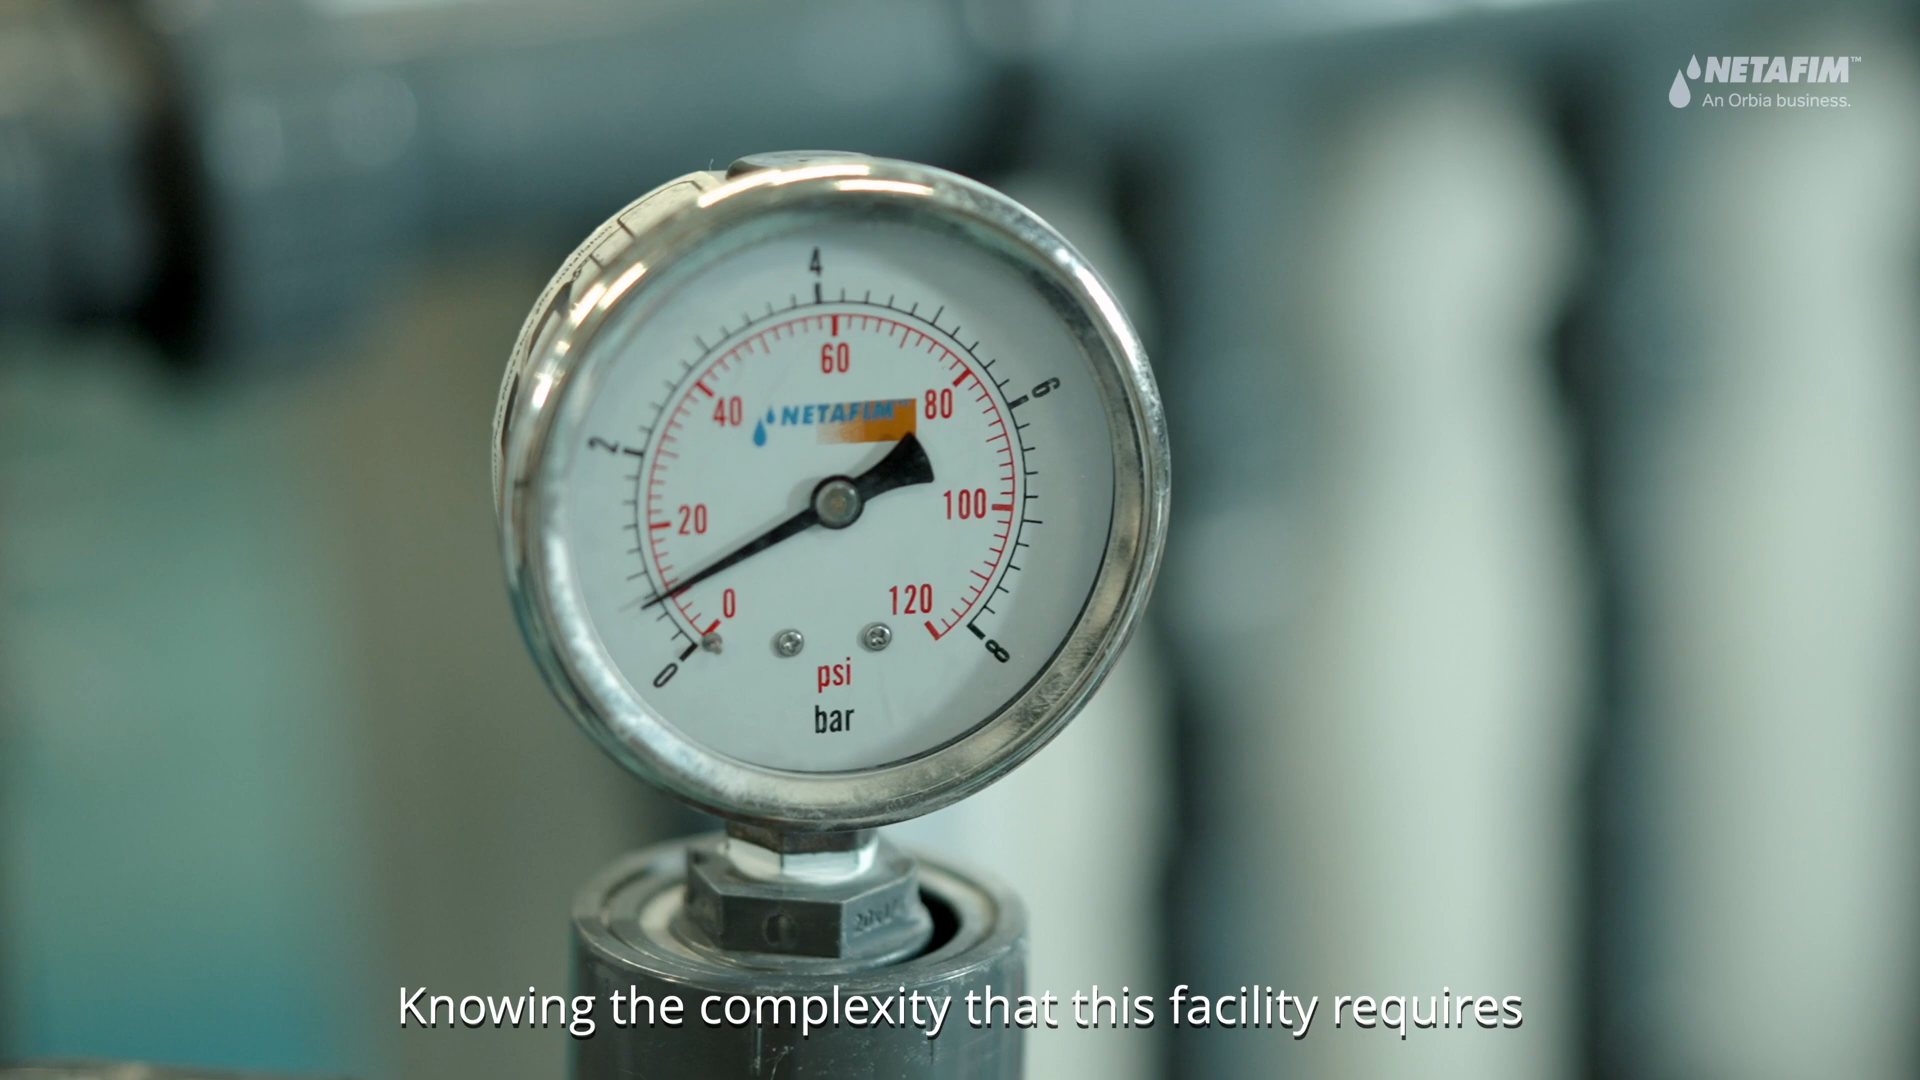 NETAFIM™
An Orbia business.
4
6
2
60
40
80
NETAFIM
20
100
0
120
0
8
psi
bar
Knowing the complexity that this facility requires